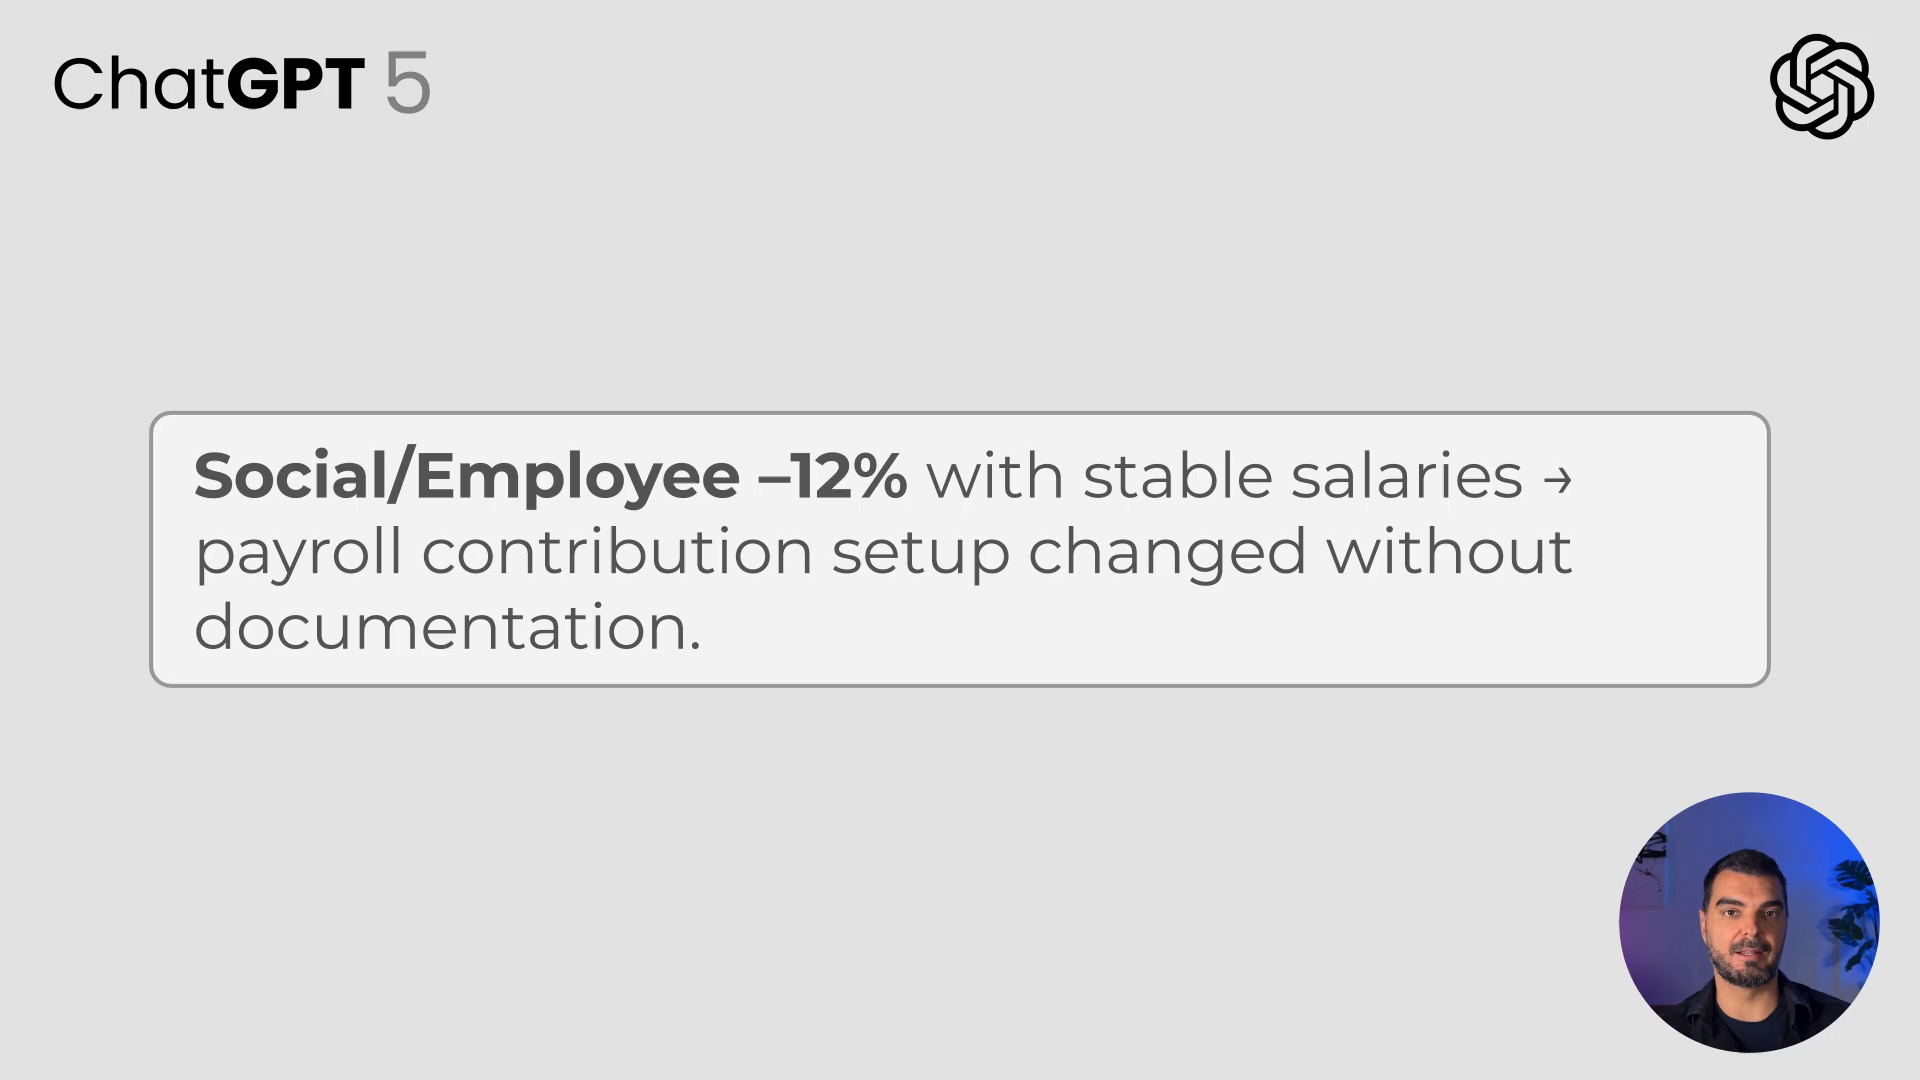 ChatGPT 5
Social/Employee –12% with stable salaries →
payroll contribution setup changed without
documentation.